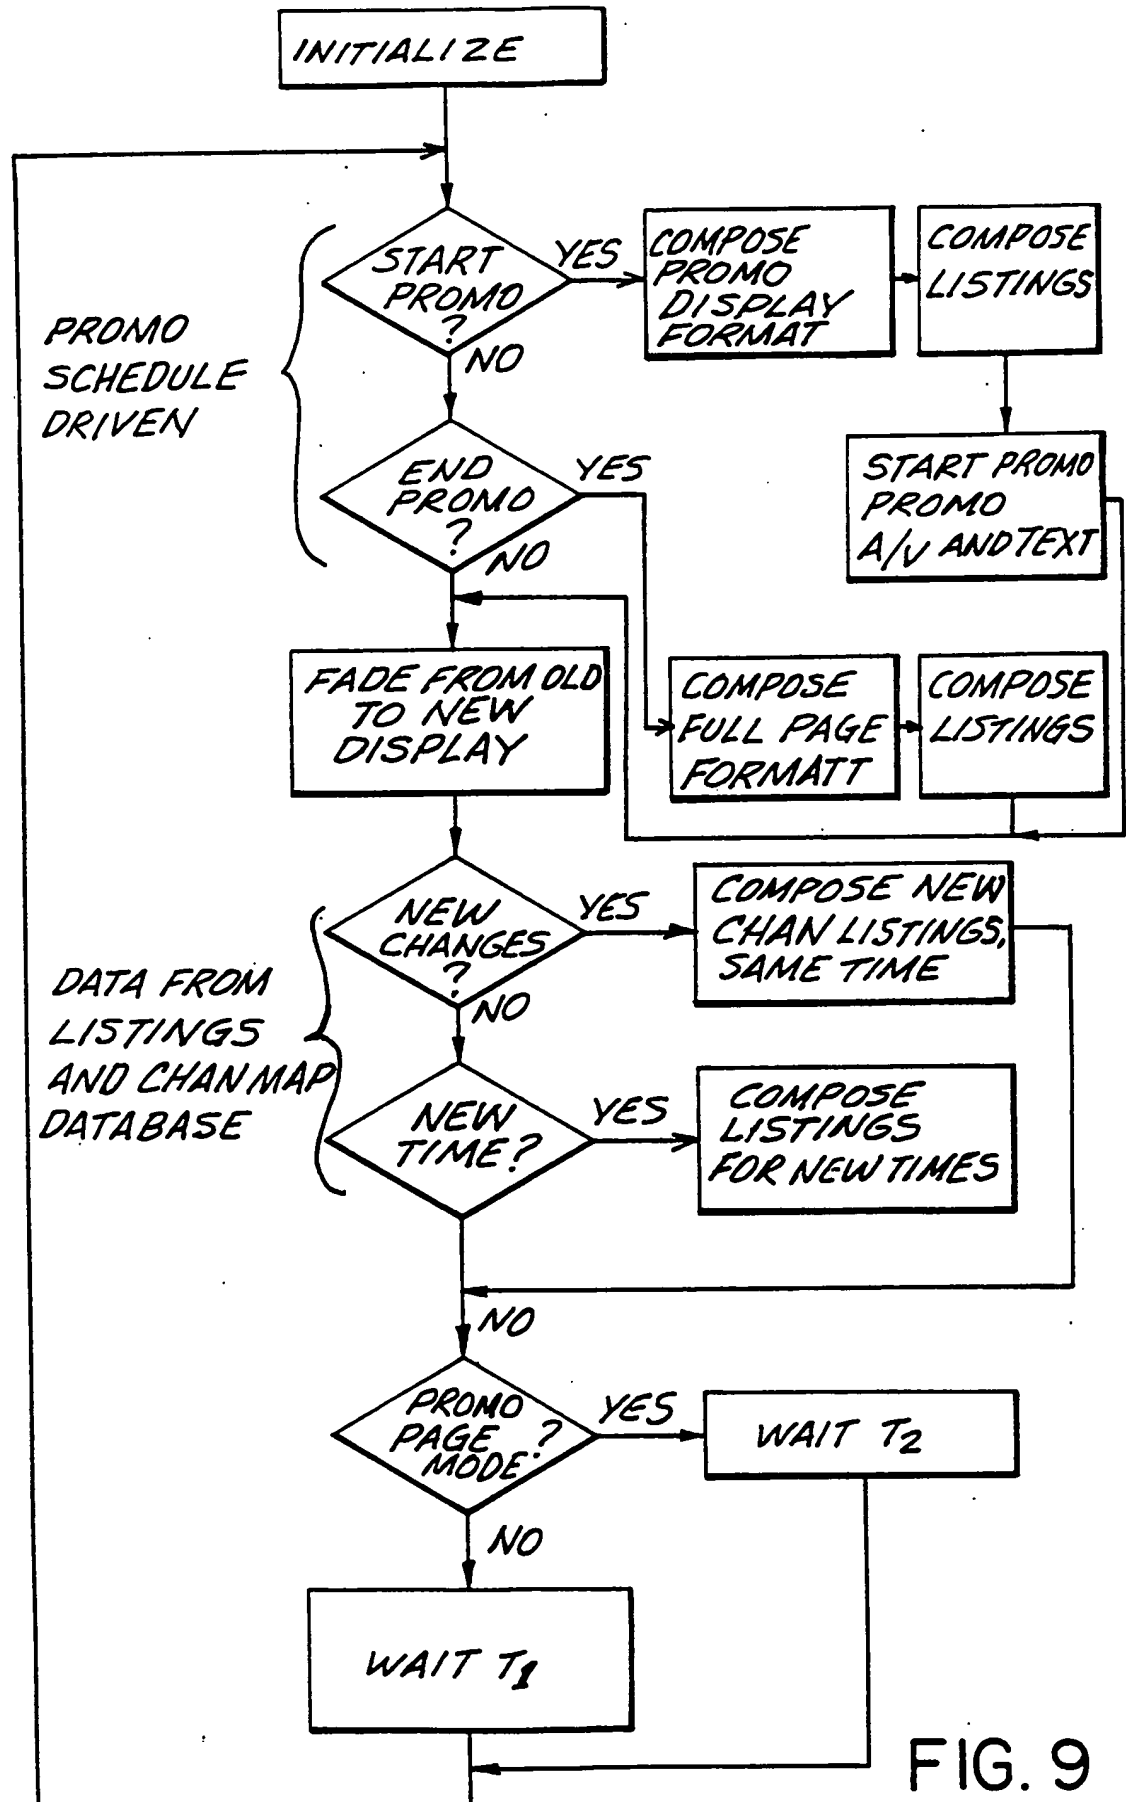 INITIALIZE
START
PROMO
?
YES
NO
COMPOSE
PROMO
DISPLAY
FORMAT
COMPOSE
LISTINGS
PROMO
SCHEDULE
DRIVEN
START PROMO
PROMO
A/V AND TEXT
END
PROMO
?
YES
NO
FADE FROM OLD
TO NEW
DISPLAY
COMPOSE
FULL PAGE
FORMATT
COMPOSE
LISTINGS
NEW
CHANGES
?
YES
NO
COMPOSE NEW
CHAN LISTINGS,
SAME TIME
DATA FROM
LISTINGS
AND CHAN MAP
DATABASE
NEW
TIME?
YES
COMPOSE
LISTINGS
FOR NEW TIMES
NO
PROMO
PAGE ?
MODE
YES
WAIT T2
NO
WAIT T1
FIG. 9